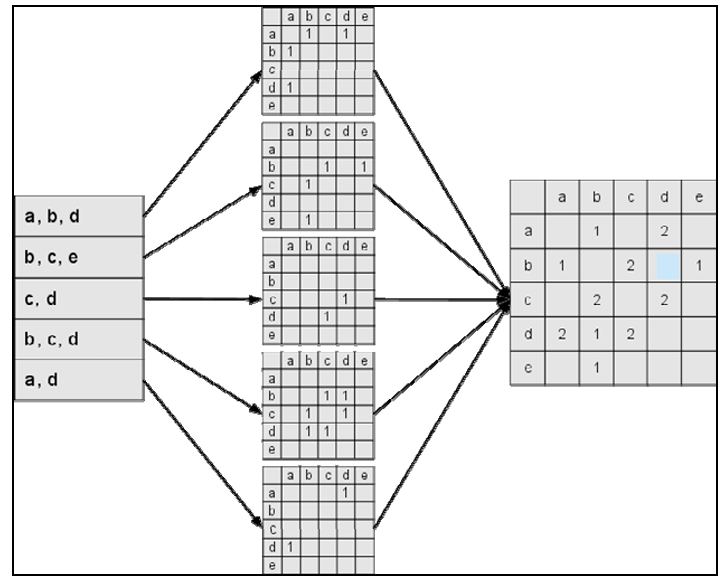 a, b, d
b, c, e
c, d
b, c, d
a, d
a b c d e
a 1 1
b 1
c
d 1
e
a b c d e
a
b 1 1
c 1
d
e 1
a b c d e
a
b
c 1
d 1
e
a b c d e
a
b 1 1
c 1 1
d 1 1
e
a b c d e
a 1
b
c
d 1
e
a b c d e
a 1 2
b 1 2 1
c 2 2
d 2 1 2
e 1